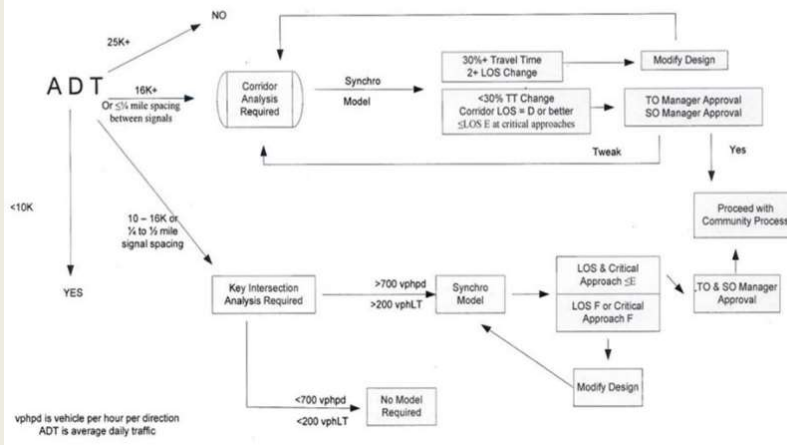 NO
25K+
ADT
16K+
Or ≤¼ mile spacing
between signals
Corridor
Analysis
Required
Synchro
Model
30%+ Travel Time
2+ LOS Change
Modify Design
<30% TT Change
Corridor LOS = D or better
≤LOS E at critical approaches
TO Manager Approval
SO Manager Approval
Tweak
Yes
<10K
10 – 16K or
¼ to ½ mile
signal spacing
Proceed with
Community Process
YES
Key Intersection
Analysis Required
>700 vphpd
>200 vphLT
Synchro
Model
LOS & Critical
Approach ≤E
LOS F or Critical
Approach F
TO & SO Manager
Approval
Modify Design
<700 vphpd
<200 vphLT
No Model
Required
vphpd is vehicle per hour per direction
ADT is average daily traffic